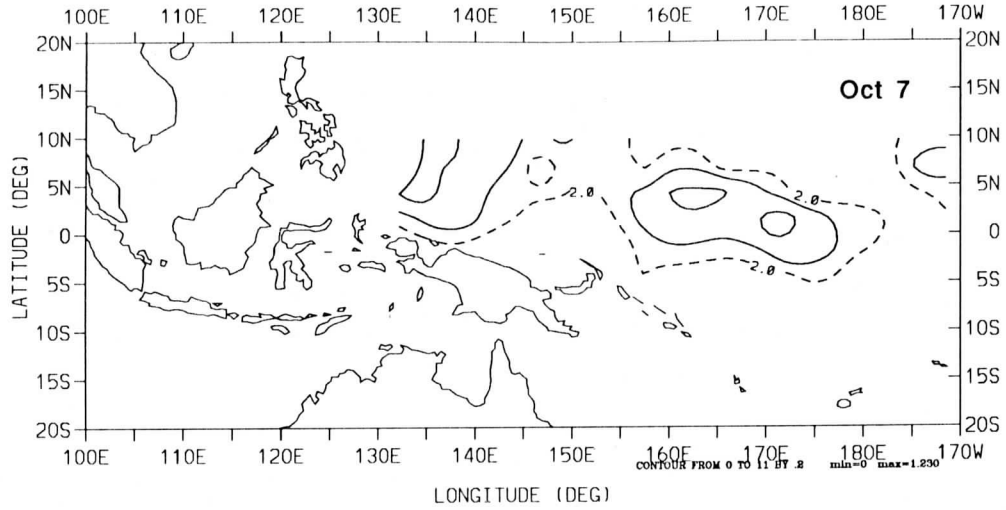 100E 110E 120E 130E 140E 150E 160E 170E 180E 170W
20N 20N
15N Oct 7 15N
10N 10N
5N 2.0 2.0 5N
0 0
5S 2.0 5S
10S 10S
15S 15S
20S 20S
LATITUDE (DEG)
100E 110E 120E 130E 140E 150E 160E 170E 180E 170W
CONTOUR FROM 0 TO 11 BY .2 min=0 max=1.230
LONGITUDE (DEG)